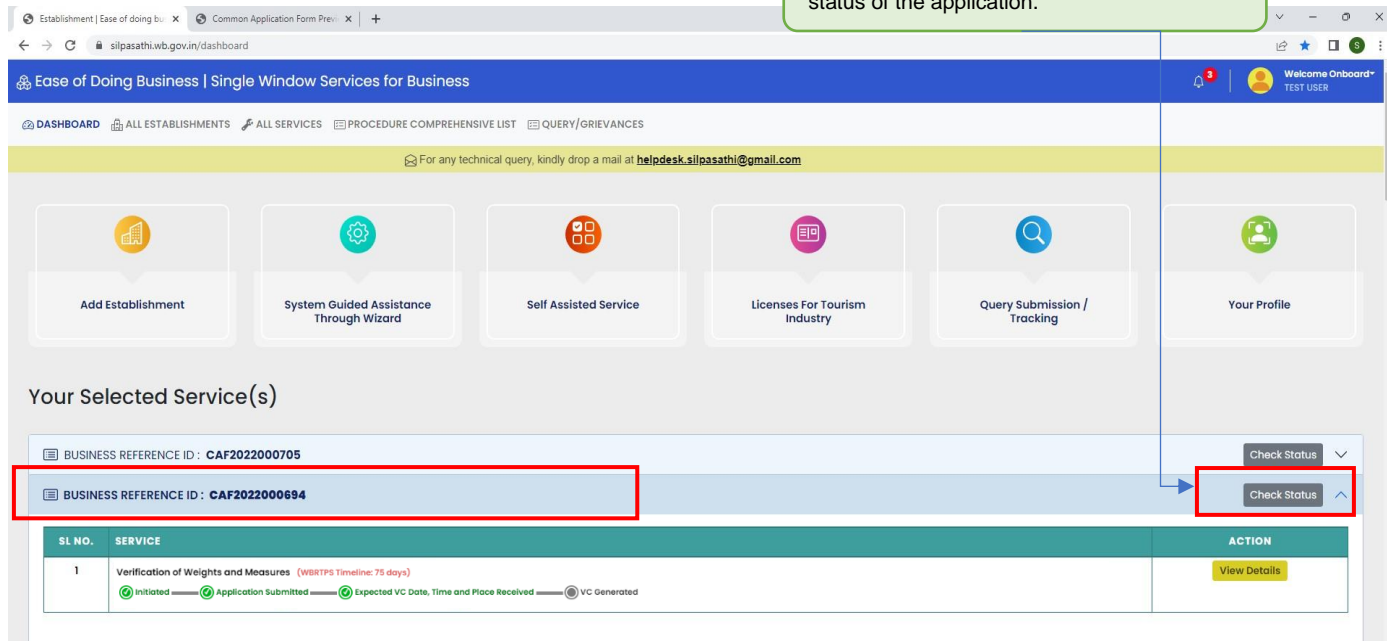 status of the application.
Establishment | Ease of doing bu
Common Application Form Previ
silpasathi.wb.gov.in/dashboard
S
Ease of Doing Business | Single Window Services for Business
3
Welcome Onboard
TEST USER
DASHBOARD ALL ESTABLISHMENTS ALL SERVICES PROCEDURE COMPREHENSIVE LIST QUERY/GRIEVANCES
For any technical query, kindly drop a mail at helpdesk.silpasathi@gmail.com
Add Establishment
System Guided Assistance
Through Wizard
Self Assisted Service
Licenses For Tourism
Industry
Query Submission /
Tracking
Your Profile
Your Selected Service(s)
BUSINESS REFERENCE ID : CAF2022000705 Check Status
BUSINESS REFERENCE ID : CAF2022000694 Check Status
SL NO. SERVICE ACTION
1 Verification of Weights and Measures (WBRTPS Timeline: 75 days) View Details
Initiated Application Submitted Expected VC Date, Time and Place Received VC Generated